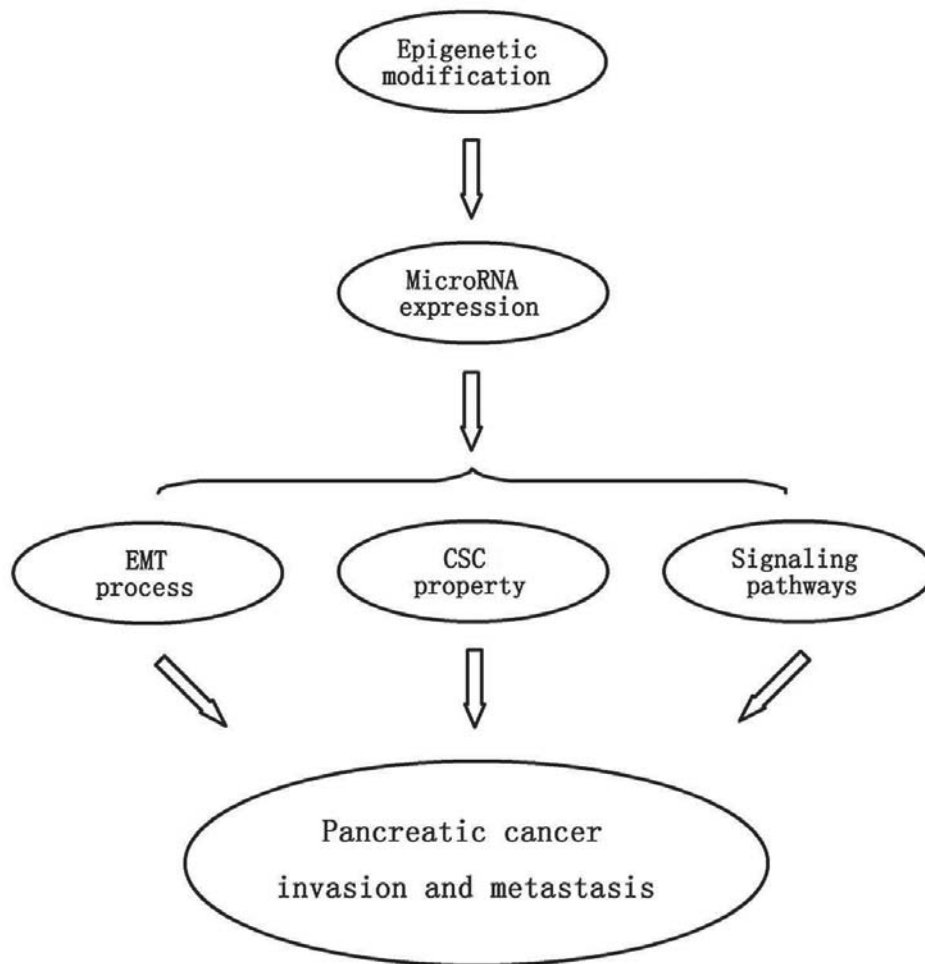 Epigenetic
modification
MicroRNA
expression
EMT
process
CSC
property
Signaling
pathways
Pancreatic cancer
invasion and metastasis